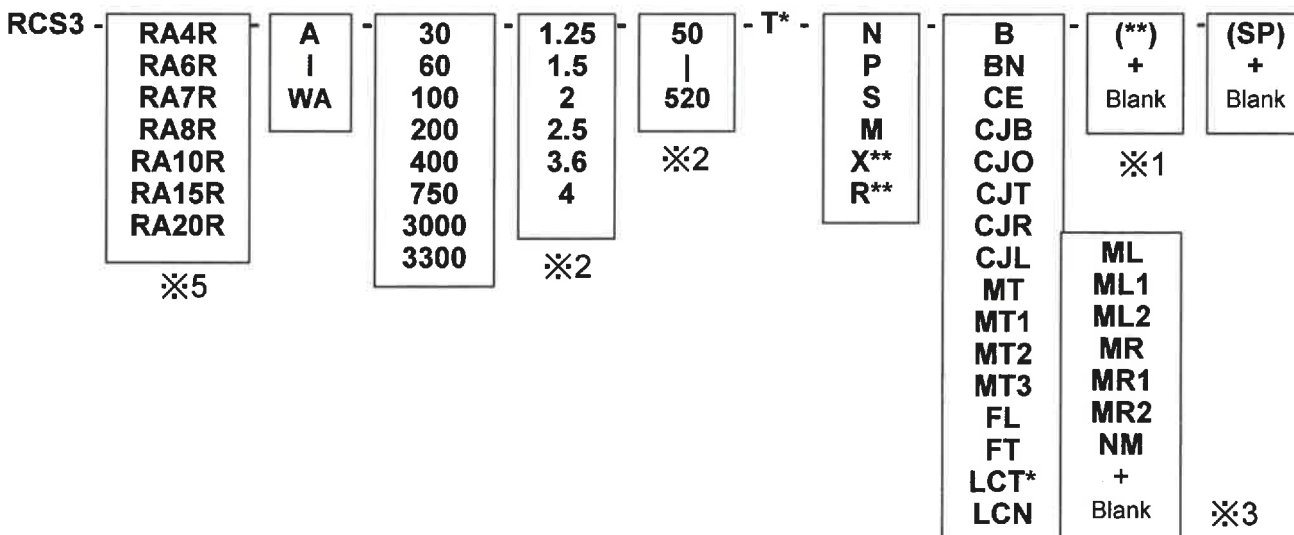 RCS3 - RA4R - A - 30 - 1.25 - 50 - T* - N - B - (**) - (SP)
RA6R I 60 1.5 | P BN + +
RA7R WA 100 2 520 S CE Blank Blank
RA8R 200 2.5 M CJB
RA10R 400 3.6 ※2 X** CJO ※1
RA15R 750 4 R** CJT
RA20R 3000 CJR
3300 CJL ML
※5 ※2
MT ML1
MT1 ML2
MT2 MR
MT3 MR1
FL MR2
FT NM
LCT* +
LCN Blank ※3